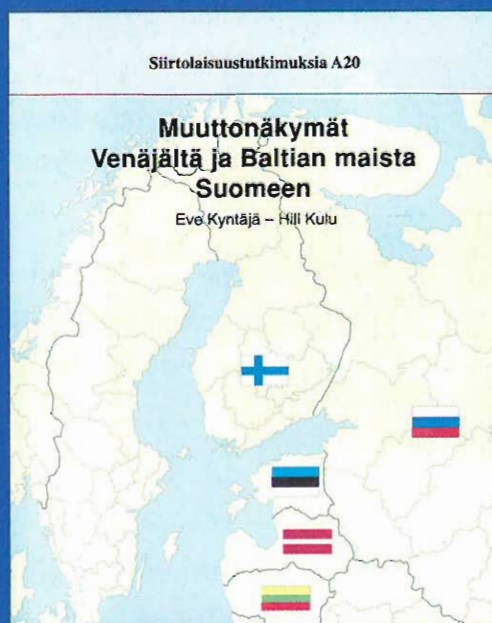 Siirtolaisuustutkimuksia A20
Muuttonäkymät
Venäjältä ja Baltian maista
Suomeen
Eve Kyntäjä – Hill Kulu